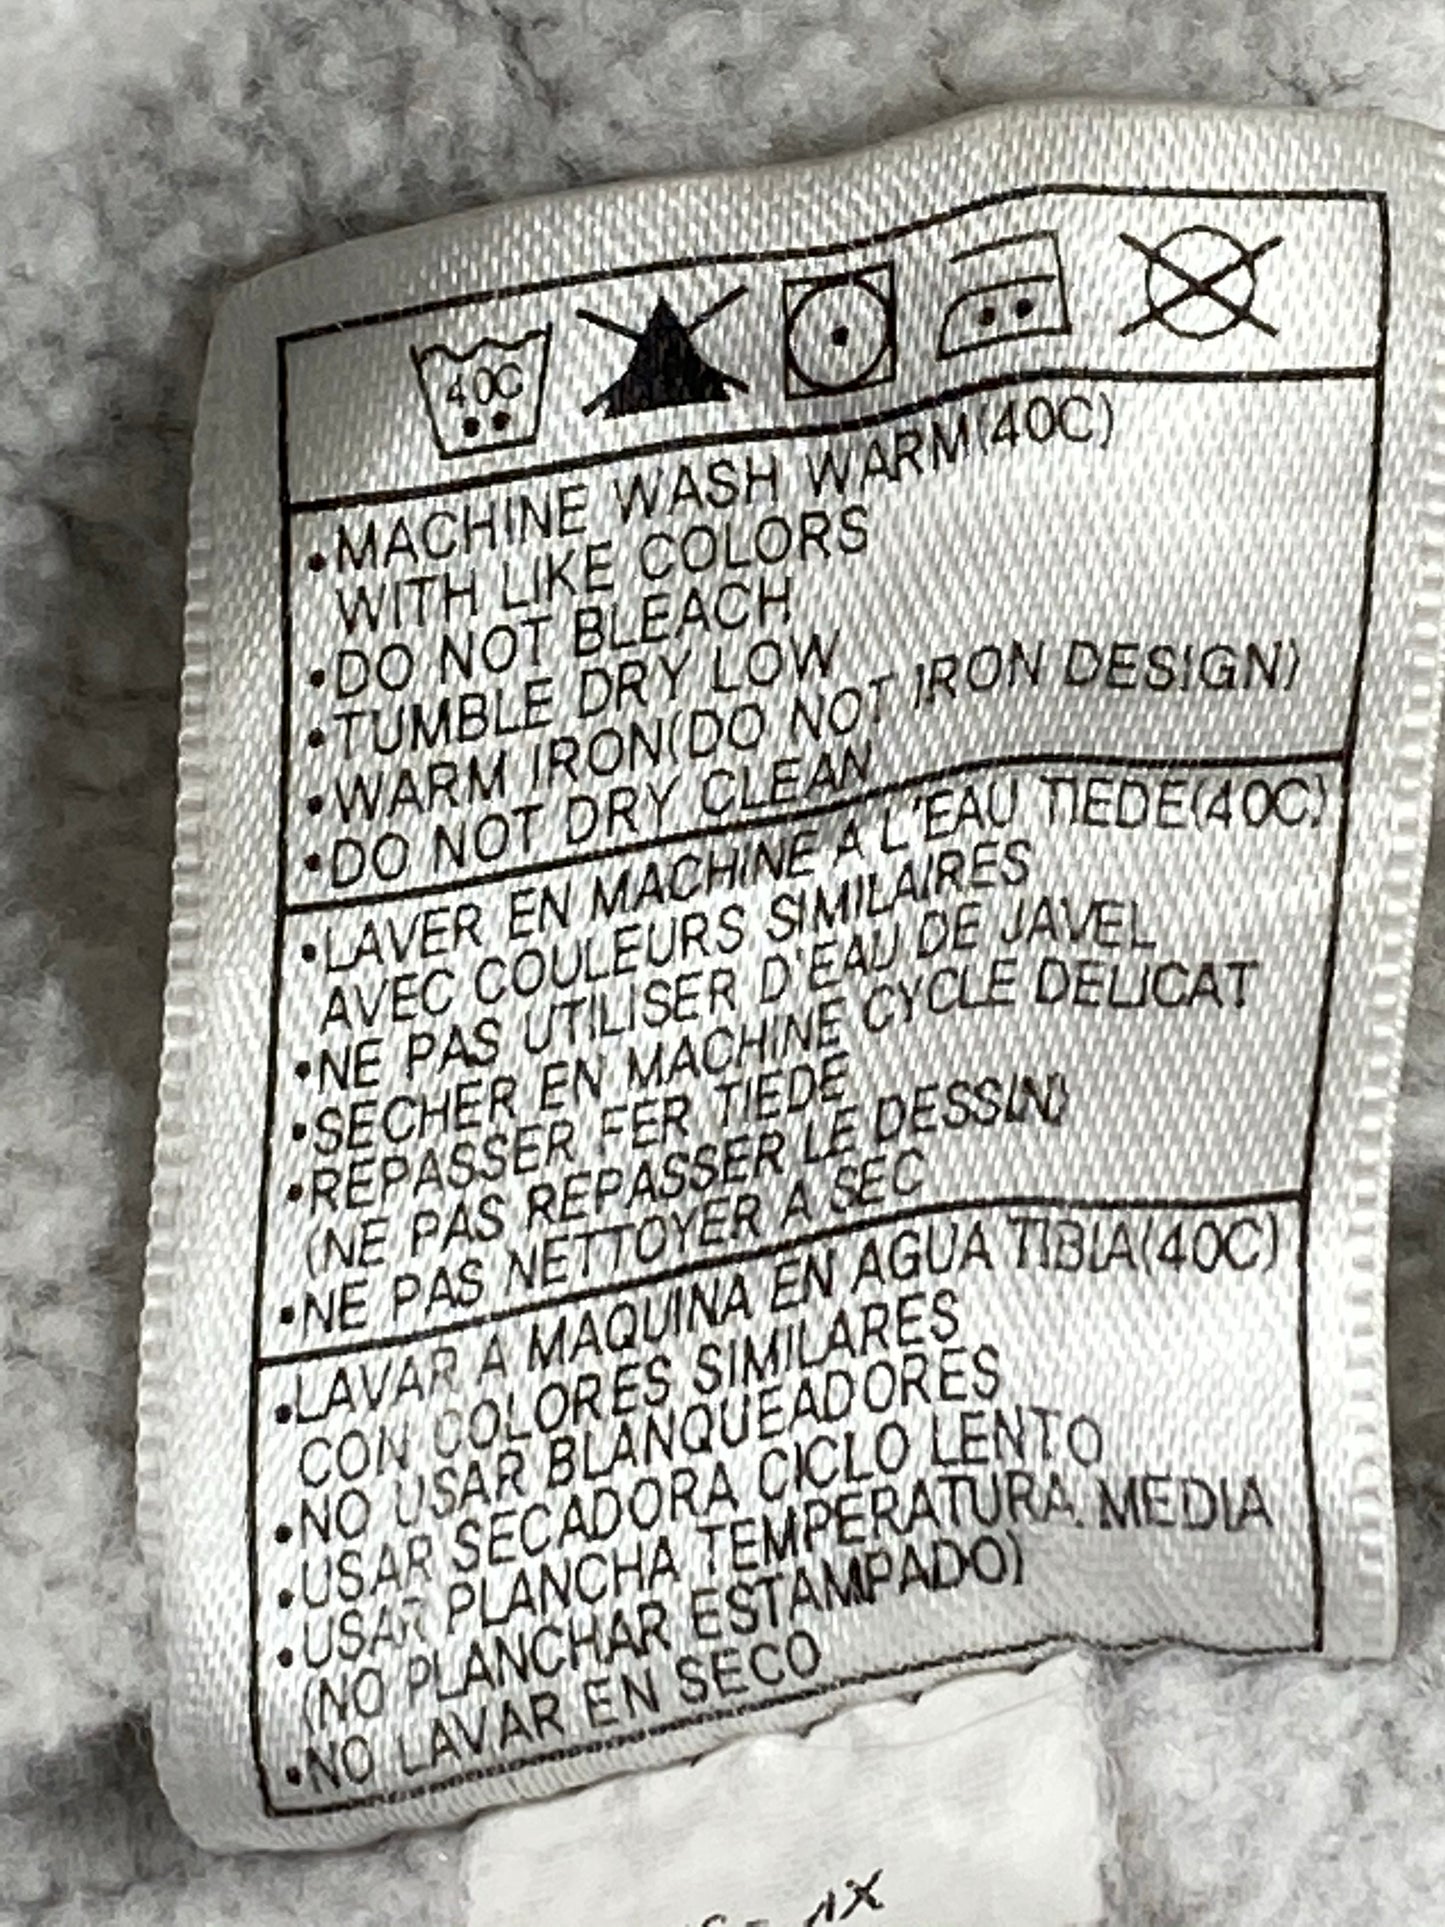 40C
•MACHINE WASH WARM(40C)
WITH LIKE COLORS
•DO NOT BLEACH
•TUMBLE DRY LOW
•WARM IRON(DO NOT IRON DESIGN)
•DO NOT DRY CLEAN
•LAVER EN MACHINE A L'EAU TIEDE(40C)
AVEC COULEURS SIMILAIRES
•NE PAS UTILISER D'EAU DE JAVEL
•SECHER EN MACHINE CYCLE DELICAT
•REPASSER FER TIEDE
(NE PAS REPASSER LE DESSIN)
•NE PAS NETTOYER A SEC
•LAVAR A MAQUINA EN AGUA TIBIA(40C)
CON COLORES SIMILARES
•NO USAR BLANQUEADORES
•USAR SECADORA CICLO LENTO
•USAR PLANCHA TEMPERATURA MEDIA
(NO PLANCHAR ESTAMPADO)
•NO LAVAR EN SECO